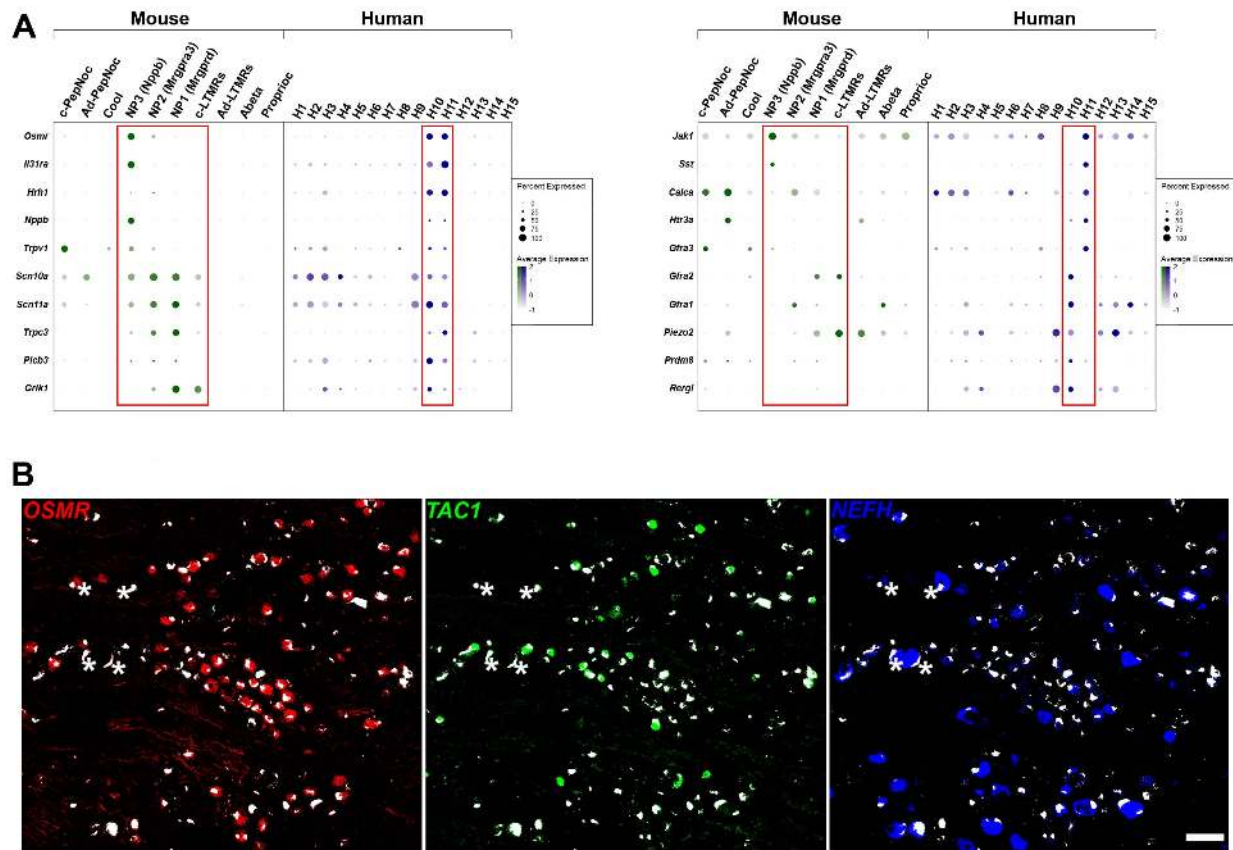 A
Mouse
Human
c-PepNoc
Ad-PepNoc
Cool
NP3 (Nppb)
NP2 (Mrgpra3)
NP1 (Mrgprd)
c-LTMRs
Ad-LTMRs
Abeta
Proprioc
H1
H2
H3
H4
H5
H6
H7
H8
H9
H10
H11
H12
H13
H14
H15
Osmr
Il31ra
Hrh1
Nppb
Trpv1
Scn10a
Scn11a
Trpc3
Plcb3
Grik1
Percent Expressed
0
25
50
75
100
Average Expression
2
1
0
-1
Mouse
Human
c-PepNoc
Ad-PepNoc
Cool
NP3 (Nppb)
NP2 (Mrgpra3)
NP1 (Mrgprd)
c-LTMRs
Ad-LTMRs
Abeta
Proprioc
H1
H2
H3
H4
H5
H6
H7
H8
H9
H10
H11
H12
H13
H14
H15
Jak1
Sst
Calca
Htr3a
Gfra3
Gfra2
Gfra1
Piezo2
Prdm8
Rergl
Percent Expressed
0
25
50
75
100
Average Expression
2
1
0
-1
B
OSMR
TAC1
NEFH
* *
* *
* *
* *
* *
* *